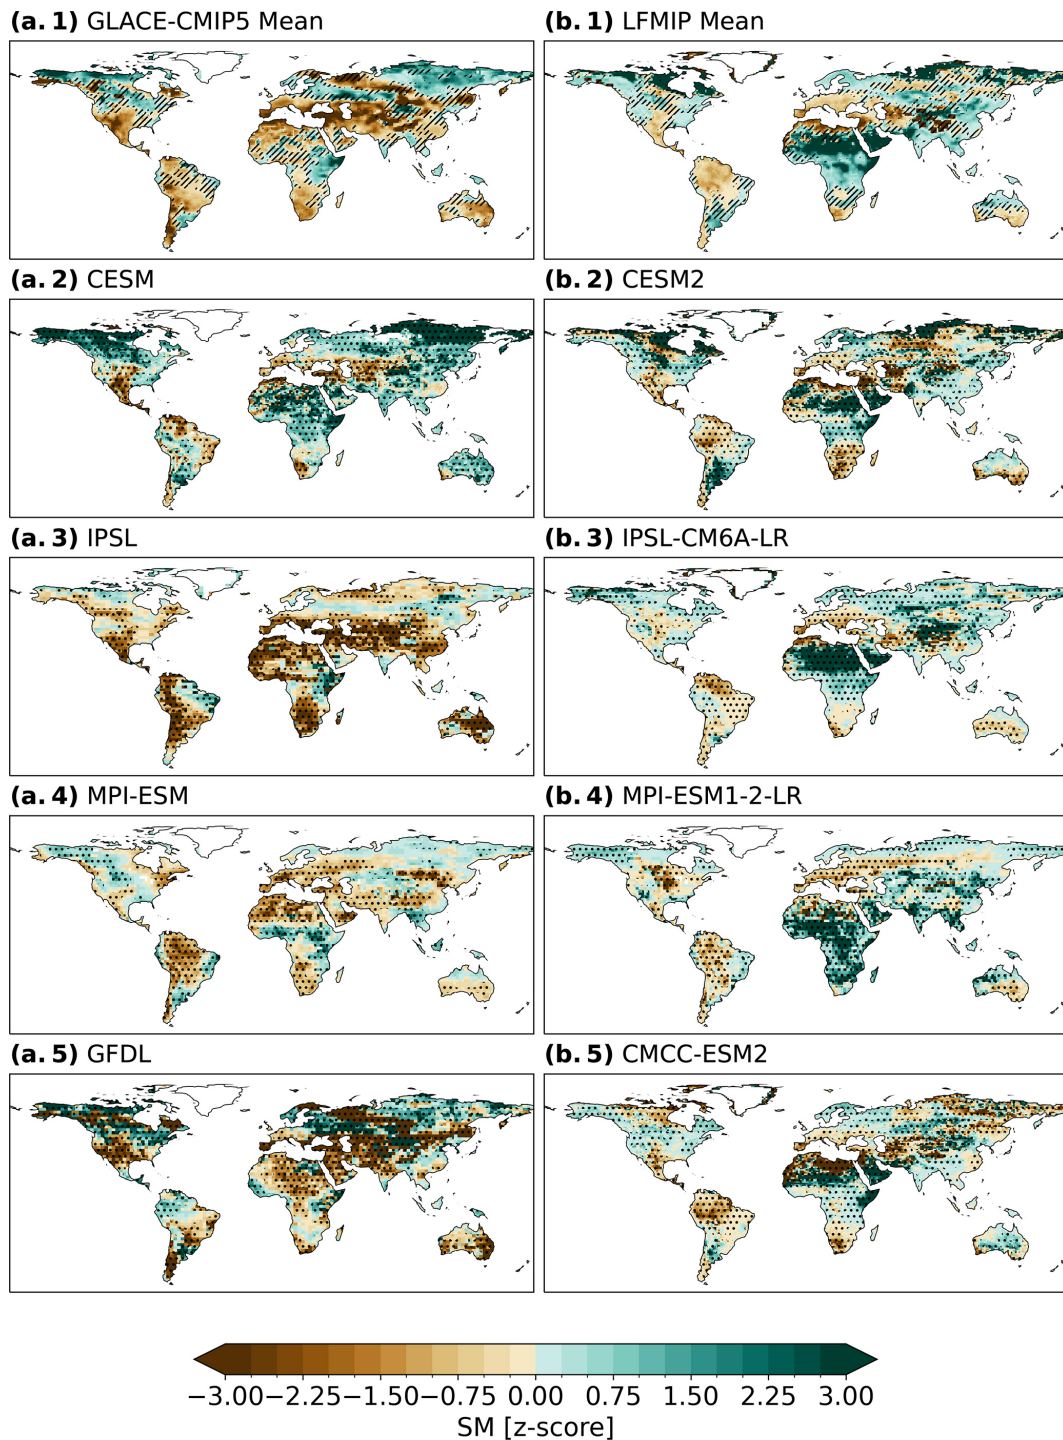 (a. 1) GLACE-CMIP5 Mean
(b. 1) LFMIP Mean
(a. 2) CESM
(b. 2) CESM2
(a. 3) IPSL
(b. 3) IPSL-CM6A-LR
(a. 4) MPI-ESM
(b. 4) MPI-ESM1-2-LR
(a. 5) GFDL
(b. 5) CMCC-ESM2
−3.00 −2.25 −1.50 −0.75 0.00 0.75 1.50 2.25 3.00
SM [z-score]